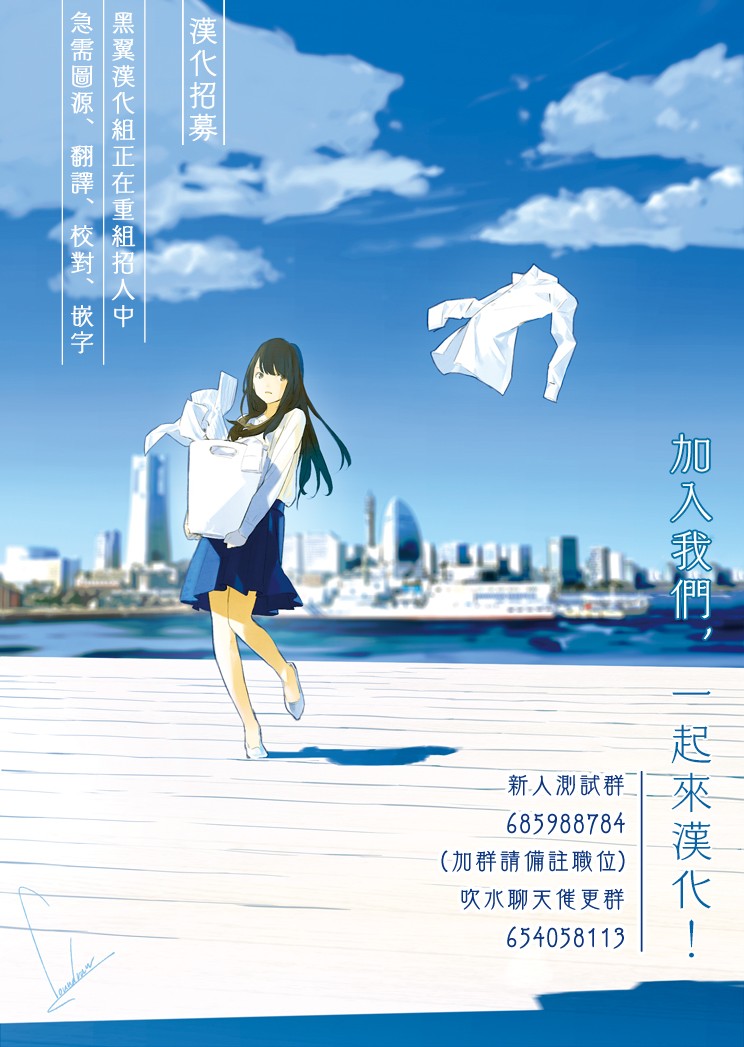 漢化招募
黑翼漢化組正在重組招人中
急需圖源、翻譯、校對、嵌字
加入我們，一起來漢化！
新人測試群
685988784
(加群請備註職位)
吹水聊天催更群
654058113